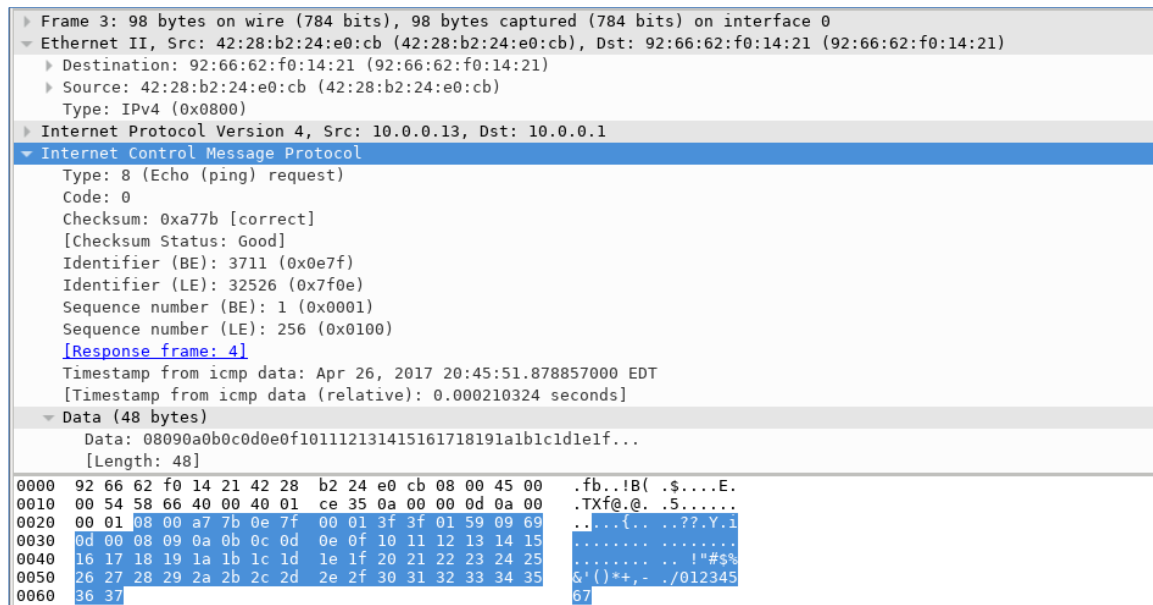 Frame 3: 98 bytes on wire (784 bits), 98 bytes captured (784 bits) on interface 0
Ethernet II, Src: 42:28:b2:24:e0:cb (42:28:b2:24:e0:cb), Dst: 92:66:62:f0:14:21 (92:66:62:f0:14:21)
Destination: 92:66:62:f0:14:21 (92:66:62:f0:14:21)
Source: 42:28:b2:24:e0:cb (42:28:b2:24:e0:cb)
Type: IPv4 (0x0800)
Internet Protocol Version 4, Src: 10.0.0.13, Dst: 10.0.0.1
Internet Control Message Protocol
Type: 8 (Echo (ping) request)
Code: 0
Checksum: 0xa77b [correct]
[Checksum Status: Good]
Identifier (BE): 3711 (0x0e7f)
Identifier (LE): 32526 (0x7f0e)
Sequence number (BE): 1 (0x0001)
Sequence number (LE): 256 (0x0100)
[Response frame: 4]
Timestamp from icmp data: Apr 26, 2017 20:45:51.878857000 EDT
[Timestamp from icmp data (relative): 0.000210324 seconds]
Data (48 bytes)
Data: 08090a0b0c0d0e0f101112131415161718191a1b1c1d1e1f...
[Length: 48]
0000 92 66 62 f0 14 21 42 28 b2 24 e0 cb 08 00 45 00 .fb..!B( .$....E.
0010 00 54 58 66 40 00 40 01 ce 35 0a 00 00 0d 0a 00 .TXf@.@. .5......
0020 00 01 08 00 a7 7b 0e 7f 00 01 3f 3f 01 59 09 69 .....{.. ..??.Y.i
0030 0d 00 08 09 0a 0b 0c 0d 0e 0f 10 11 12 13 14 15 ........ ........
0040 16 17 18 19 1a 1b 1c 1d 1e 1f 20 21 22 23 24 25 ........ .. !"#$%
0050 26 27 28 29 2a 2b 2c 2d 2e 2f 30 31 32 33 34 35 &'()*+,- ./012345
0060 36 37 67